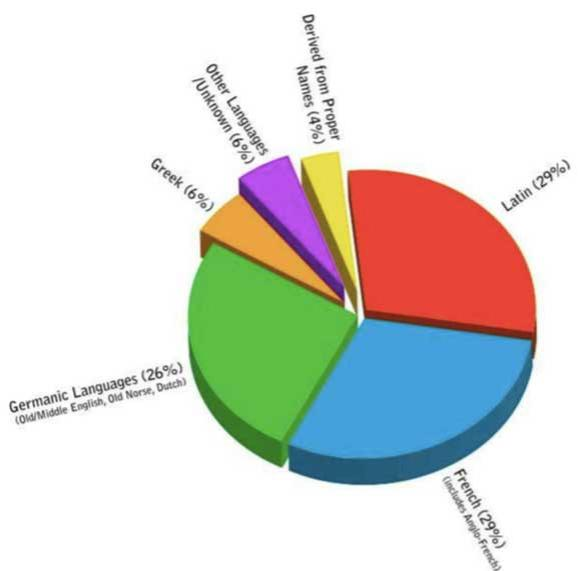 Derived from Proper
Names (4%)
Other Languages
/Unknown (6%)
Greek (6%)
Latin (29%)
Germanic Languages (26%)
(Old/Middle English, Old Norse, Dutch)
French (29%)
(includes Anglo-French)